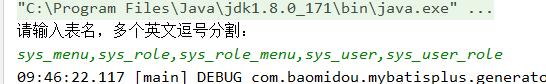 "C:\Program Files\Java\jdk1.8.0_171\bin\java.exe" ...
请输入表名，多个英文逗号分割：
sys_menu,sys_role,sys_role_menu,sys_user,sys_user_role
09:46:22.117 [main] DEBUG com.baomidou.mybatisplus.generato